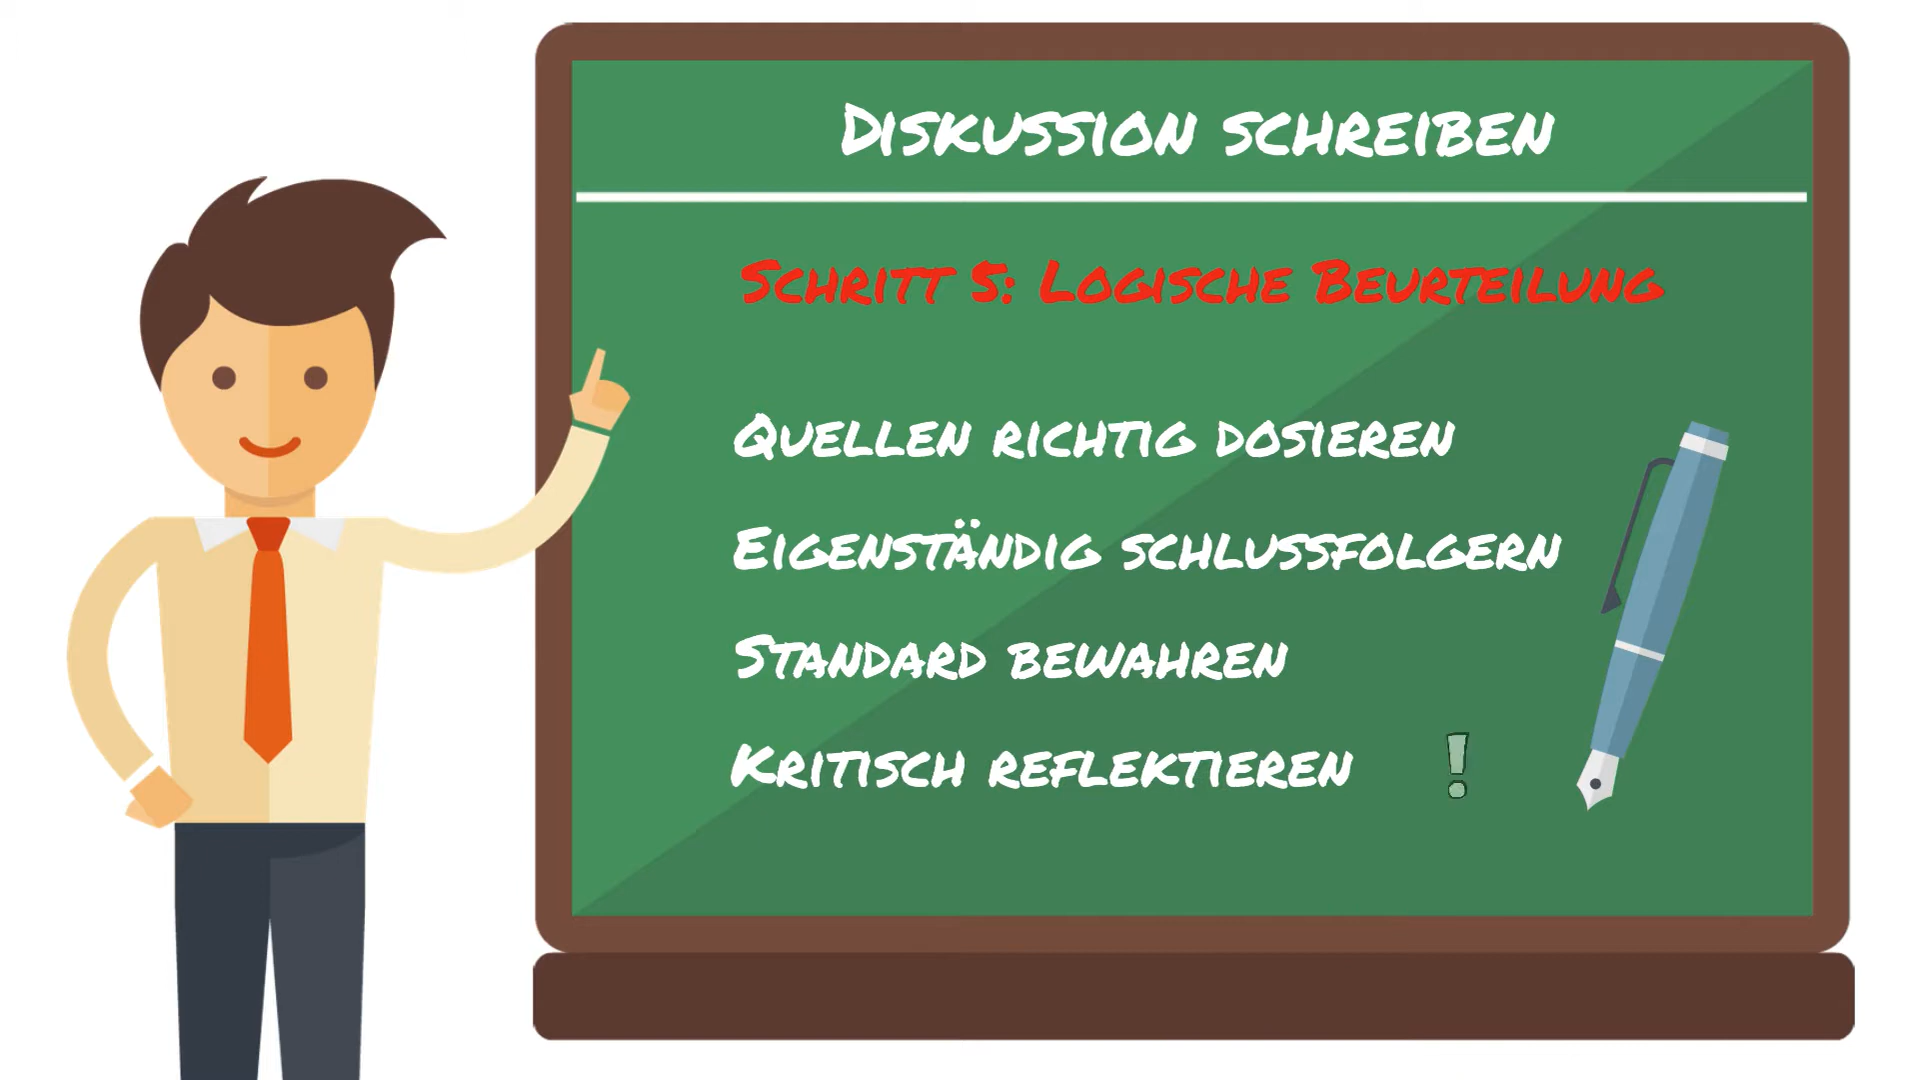 Diskussion schreiben
Schritt 5: Logische Beurteilung
Quellen richtig dosieren
Eigenständig schlussfolgern
Standard bewahren
Kritisch reflektieren !